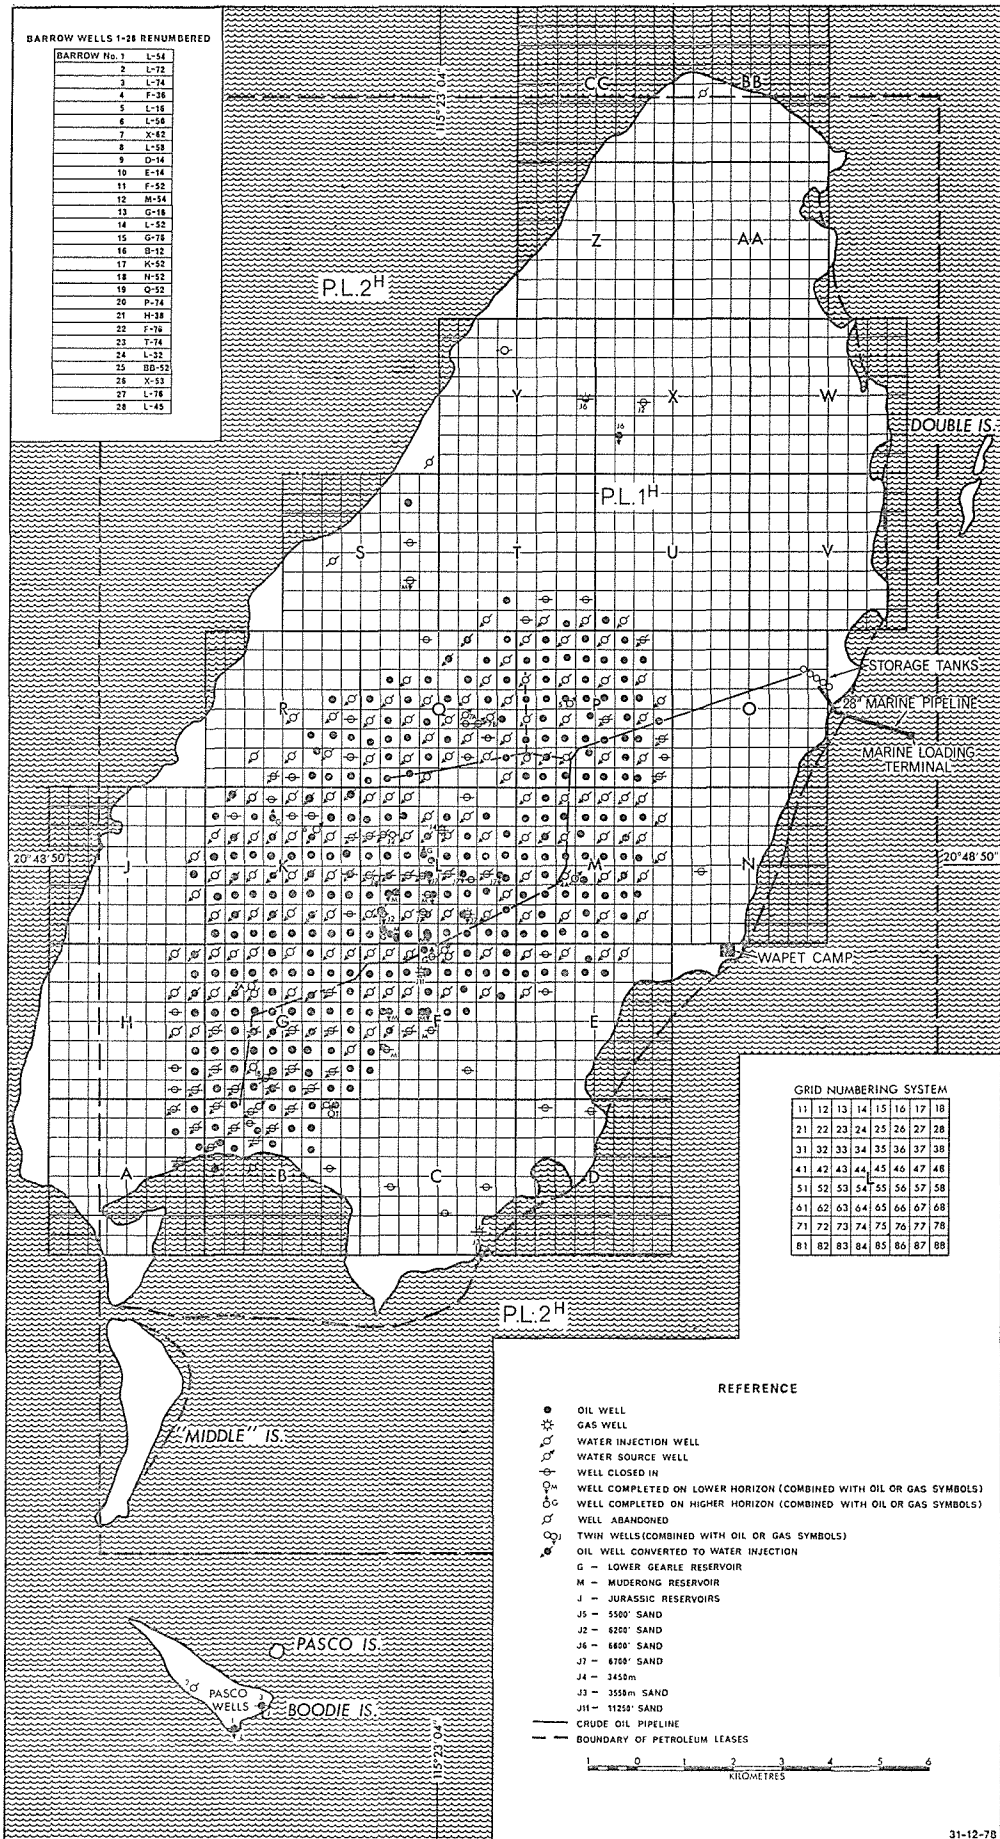 BARROW WELLS 1-28 RENUMBERED
BARROW No. 1 L-54
2 L-72
3 L-74
4 F-36
5 L-16
6 L-56
7 X-62
8 L-58
9 D-14
10 E-14
11 F-52
12 M-54
13 G-16
14 L-52
15 G-76
16 B-12
17 K-52
18 N-52
19 Q-52
20 P-74
21 H-38
22 F-76
23 T-74
24 L-32
25 BB-52
26 X-53
27 L-76
28 L-45
115° 23' 04"
CC BB
Z AA
P.L.2H
Y X W
J6 J2
J6
DOUBLE IS.
P.L.1H
S T U V
STORAGE TANKS
R O P Q
28" MARINE PIPELINE
MARINE LOADING
TERMINAL
20° 48' 50"
J K L M N
20° 48' 50"
WAPET CAMP
H G F E
GRID NUMBERING SYSTEM
11 12 13 14 15 16 17 18
21 22 23 24 25 26 27 28
31 32 33 34 35 36 37 38
41 42 43 44 45 46 47 48
L
51 52 53 54 55 56 57 58
61 62 63 64 65 66 67 68
71 72 73 74 75 76 77 78
81 82 83 84 85 86 87 88
A B C D
P.L.2H
"MIDDLE" IS.
REFERENCE
OIL WELL
GAS WELL
WATER INJECTION WELL
WATER SOURCE WELL
WELL CLOSED IN
M WELL COMPLETED ON LOWER HORIZON (COMBINED WITH OIL OR GAS SYMBOLS)
G WELL COMPLETED ON HIGHER HORIZON (COMBINED WITH OIL OR GAS SYMBOLS)
WELL ABANDONED
J TWIN WELLS (COMBINED WITH OIL OR GAS SYMBOLS)
OIL WELL CONVERTED TO WATER INJECTION
G – LOWER GEARLE RESERVOIR
M – MUDERONG RESERVOIR
J – JURASSIC RESERVOIRS
J5 – 5500' SAND
J2 – 6200' SAND
J6 – 6600' SAND
J7 – 6700' SAND
J4 – 3450m
J3 – 3550m SAND
J11 – 11250' SAND
CRUDE OIL PIPELINE
BOUNDARY OF PETROLEUM LEASES
1 0 1 2 3 4 5 6
KILOMETRES
PASCO IS.
PASCO
WELLS
BOODIE IS.
115° 23' 04"
31-12-78